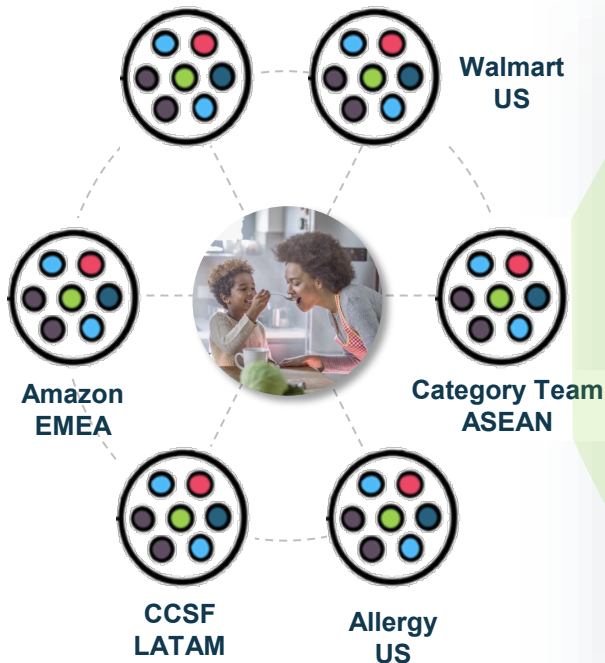 Walmart
US
Amazon
EMEA
Category Team
ASEAN
CCSF
LATAM
Allergy
US